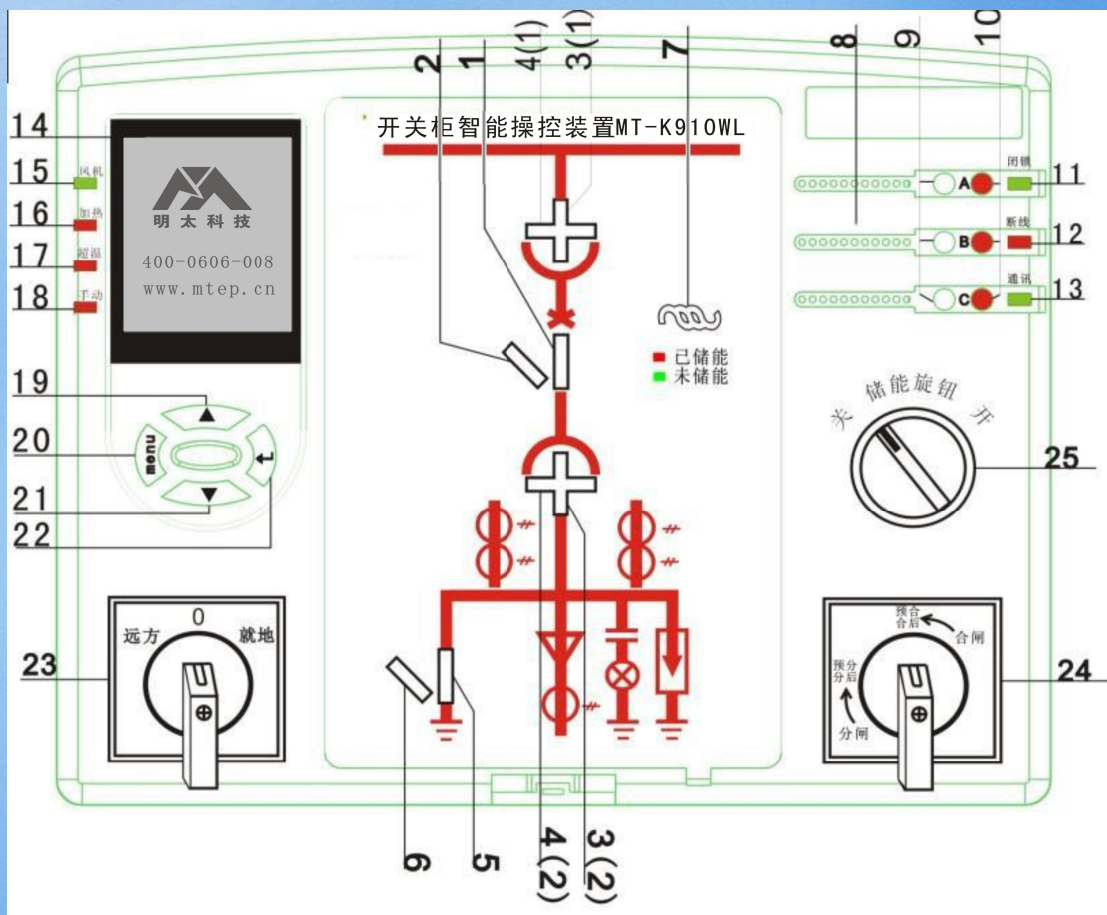 2
1
4(1)
3(1)
7
8
9
10
开关柜智能操控装置MT-K910WL
14
15
16
17
18
风机
加热
超温
手动
明太科技
400-0606-008
www.mtep.cn
A
B
C
闭锁
断线
通讯
11
12
13
已储能
未储能
关 储能旋钮 开
25
19
20
21
22
menu
23
远方 0 就地
预合
合后
合闸
预分
分后
分闸
24
6
5
4(2)
3(2)